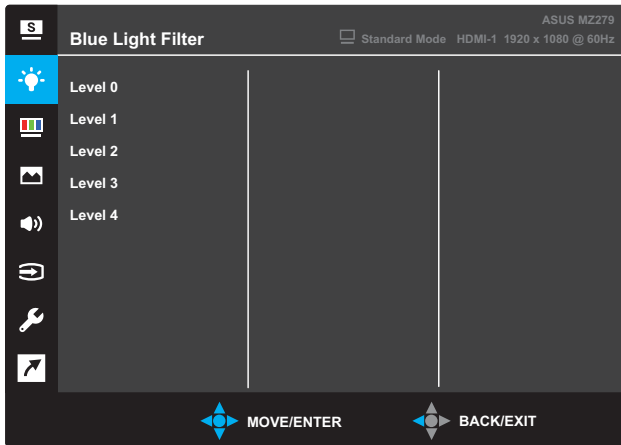 S
ASUS MZ279
Blue Light Filter
Standard Mode HDMI-1 1920 x 1080 @ 60Hz
Level 0
Level 1
Level 2
Level 3
Level 4
MOVE/ENTER
BACK/EXIT